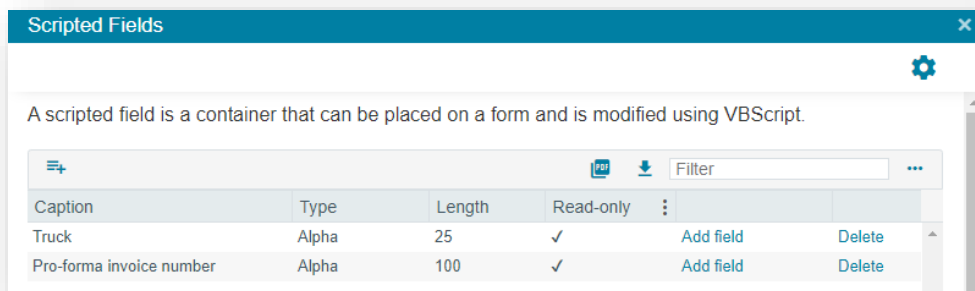 Scripted Fields
A scripted field is a container that can be placed on a form and is modified using VBScript.
PDF Filter
Caption Type Length Read-only
Truck Alpha 25 ✓ Add field Delete
Pro-forma invoice number Alpha 100 ✓ Add field Delete